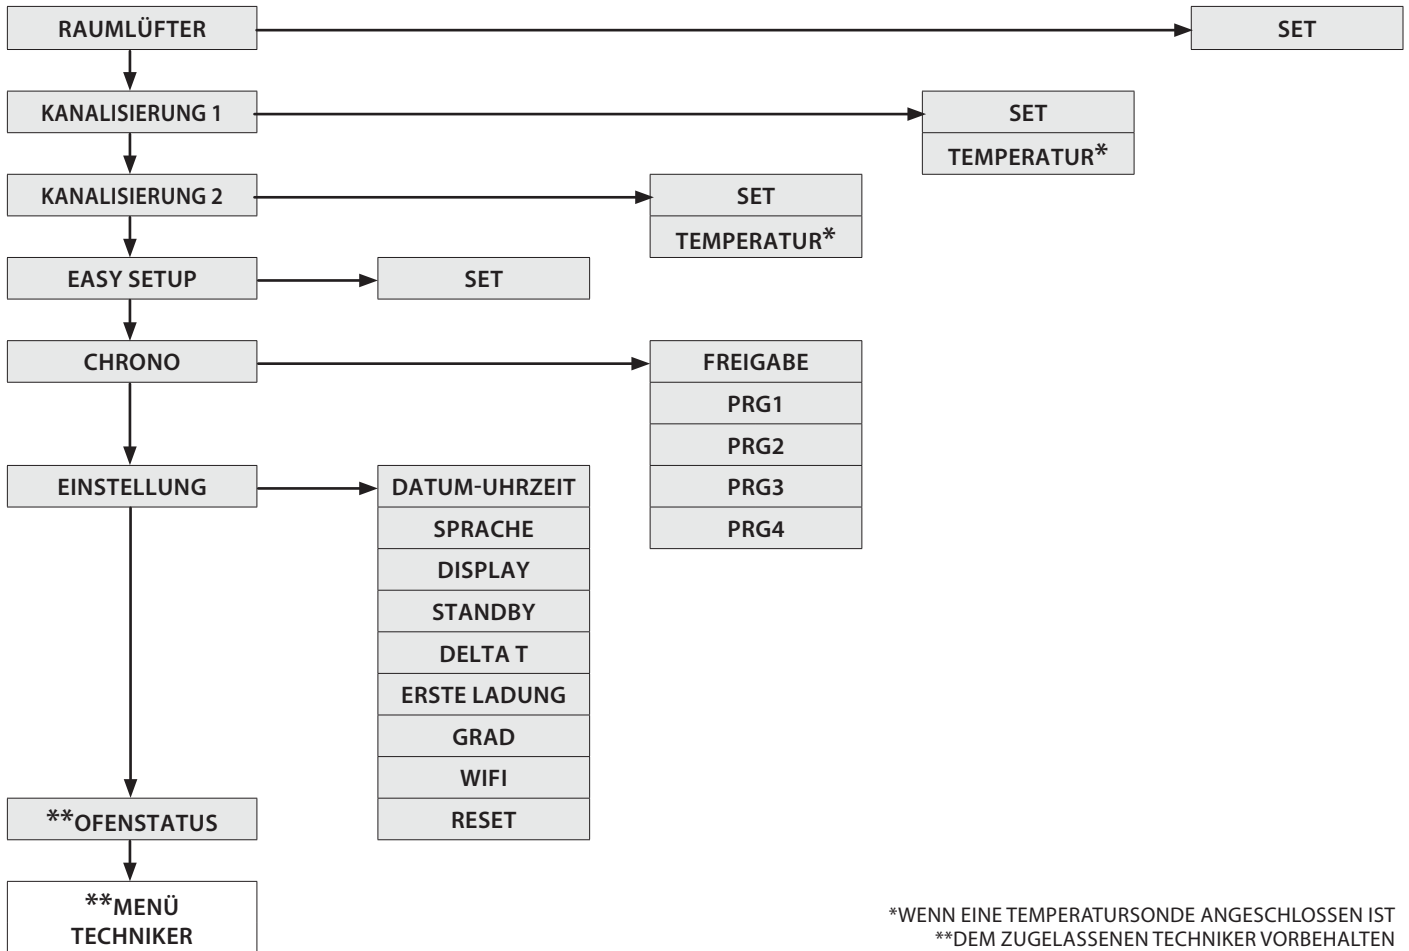 RAUMLÜFTER
SET
KANALISIERUNG 1
SET
TEMPERATUR*
KANALISIERUNG 2
SET
TEMPERATUR*
EASY SETUP
SET
CHRONO
FREIGABE
PRG1
PRG2
PRG3
PRG4
EINSTELLUNG
DATUM-UHRZEIT
SPRACHE
DISPLAY
STANDBY
DELTA T
ERSTE LADUNG
GRAD
WIFI
RESET
**OFENSTATUS
**MENÜ
TECHNIKER
*WENN EINE TEMPERATURSONDE ANGESCHLOSSEN IST
**DEM ZUGELASSENEN TECHNIKER VORBEHALTEN